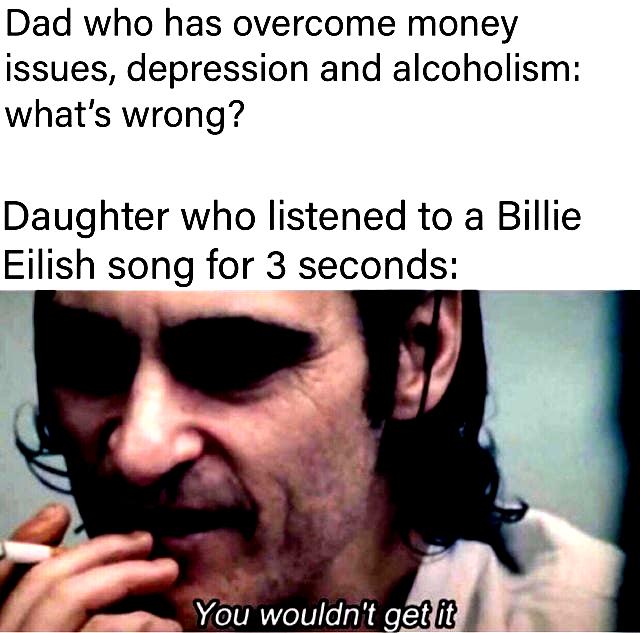 Dad who has overcome money
issues, depression and alcoholism:
what's wrong?
Daughter who listened to a Billie
Eilish song for 3 seconds:
You wouldn't get it